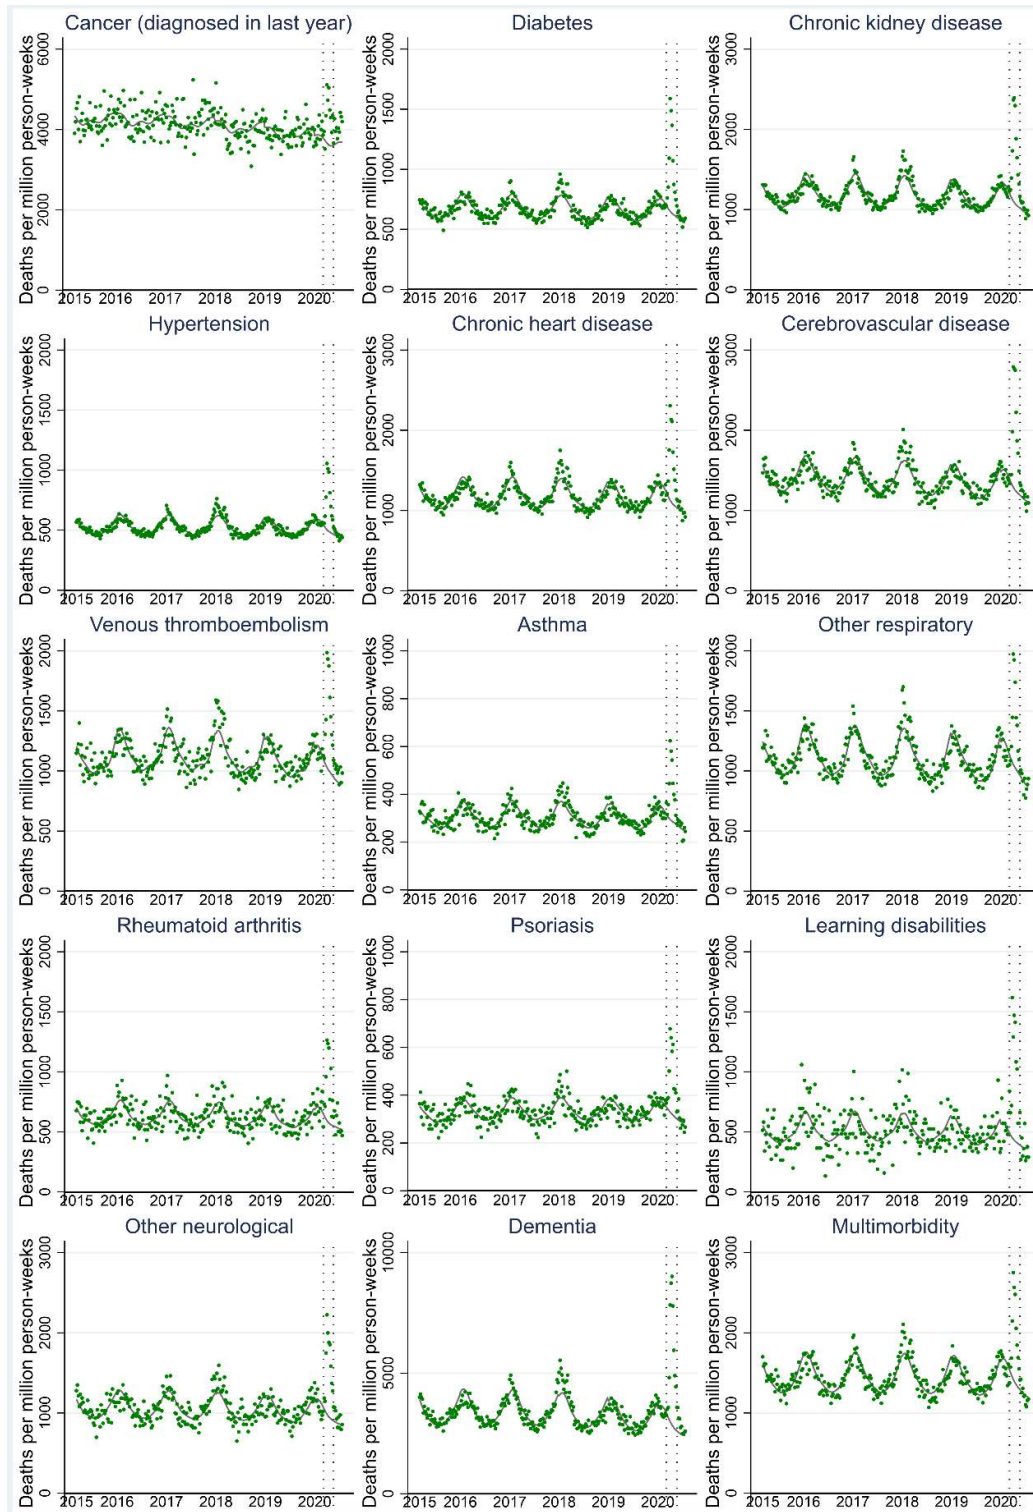 Cancer (diagnosed in last year)
Deaths per million person-weeks
6000
4000
2000
0
2015 2016 2017 2018 2019 2020
Diabetes
Deaths per million person-weeks
2000
1500
1000
500
0
2015 2016 2017 2018 2019 2020
Chronic kidney disease
Deaths per million person-weeks
3000
2000
1000
0
2015 2016 2017 2018 2019 2020
Hypertension
Deaths per million person-weeks
2000
1500
1000
500
0
2015 2016 2017 2018 2019 2020
Chronic heart disease
Deaths per million person-weeks
3000
2000
1000
0
2015 2016 2017 2018 2019 2020
Cerebrovascular disease
Deaths per million person-weeks
3000
2000
1000
0
2015 2016 2017 2018 2019 2020
Venous thromboembolism
Deaths per million person-weeks
2000
1500
1000
500
0
2015 2016 2017 2018 2019 2020
Asthma
Deaths per million person-weeks
1000
800
600
400
200
0
2015 2016 2017 2018 2019 2020
Other respiratory
Deaths per million person-weeks
2000
1500
1000
500
0
2015 2016 2017 2018 2019 2020
Rheumatoid arthritis
Deaths per million person-weeks
2000
1500
1000
500
0
2015 2016 2017 2018 2019 2020
Psoriasis
Deaths per million person-weeks
1000
800
600
400
200
0
2015 2016 2017 2018 2019 2020
Learning disabilities
Deaths per million person-weeks
2000
1500
1000
500
0
2015 2016 2017 2018 2019 2020
Other neurological
Deaths per million person-weeks
3000
2000
1000
0
2015 2016 2017 2018 2019 2020
Dementia
Deaths per million person-weeks
10000
5000
0
2015 2016 2017 2018 2019 2020
Multimorbidity
Deaths per million person-weeks
3000
2000
1000
0
2015 2016 2017 2018 2019 2020